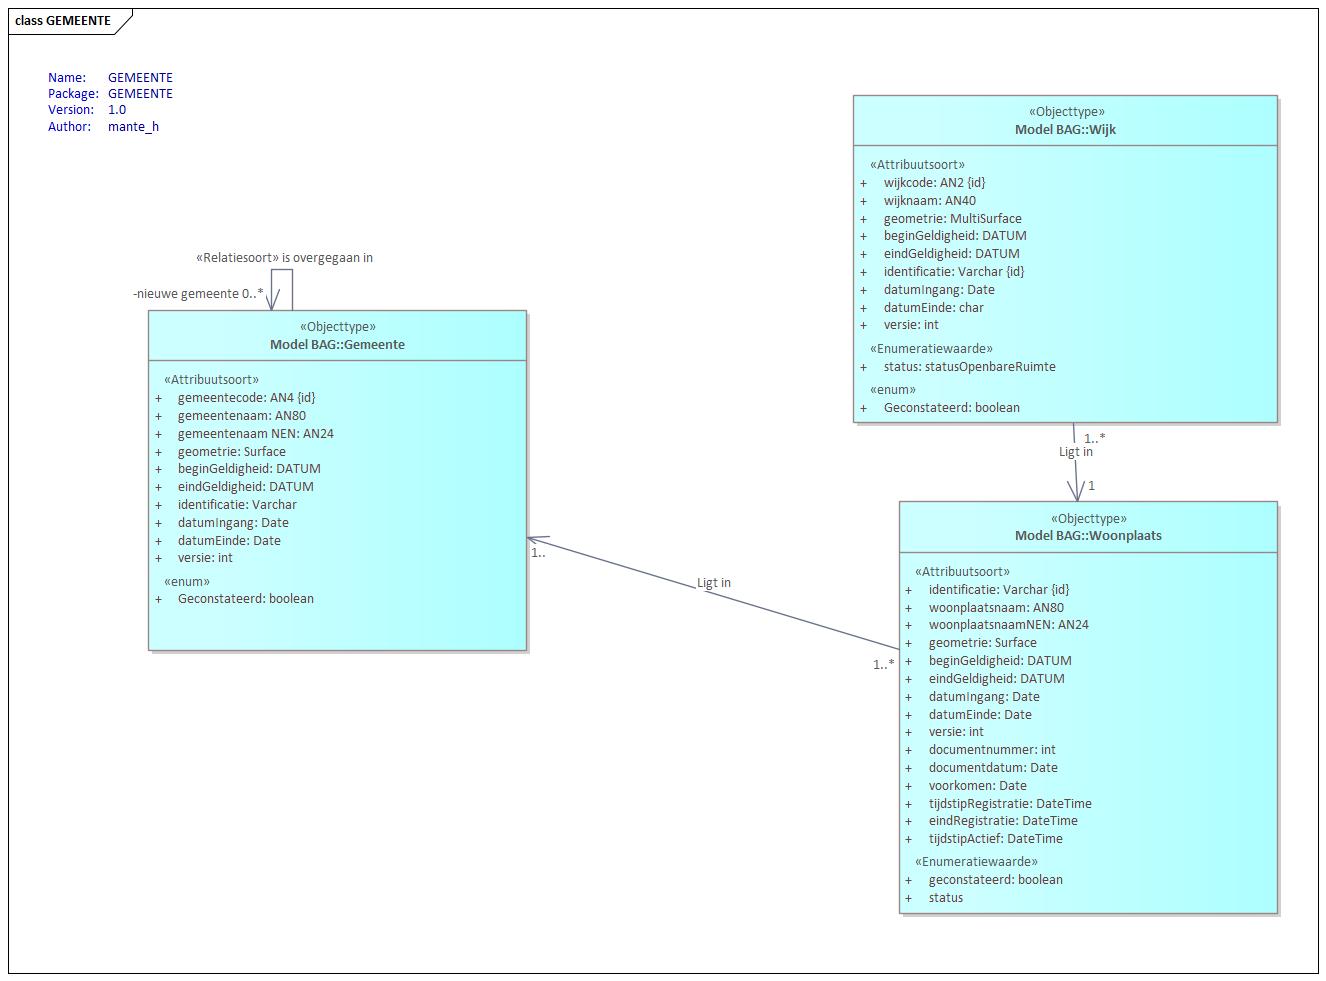 class GEMEENTE
Name: GEMEENTE
Package: GEMEENTE
Version: 1.0
Author: mante_h
«Objecttype»
Model BAG::Wijk
«Attribuutsoort»
+ wijkcode: AN2 {id}
+ wijknaam: AN40
+ geometrie: MultiSurface
+ beginGeldigheid: DATUM
+ eindGeldigheid: DATUM
+ identificatie: Varchar {id}
+ datumIngang: Date
+ datumEinde: char
+ versie: int
«Enumeratiewaarde»
+ status: statusOpenbareRuimte
«enum»
+ Geconstateerd: boolean
«Relatiesoort» is overgegaan in
-nieuwe gemeente 0..*
«Objecttype»
Model BAG::Gemeente
«Attribuutsoort»
+ gemeentecode: AN4 {id}
+ gemeentenaam: AN80
+ gemeentenaam NEN: AN24
+ geometrie: Surface
+ beginGeldigheid: DATUM
+ eindGeldigheid: DATUM
+ identificatie: Varchar
+ datumIngang: Date
+ datumEinde: Date
+ versie: int
«enum»
+ Geconstateerd: boolean
1..*
Ligt in
1
1..
Ligt in
1..*
«Objecttype»
Model BAG::Woonplaats
«Attribuutsoort»
+ identificatie: Varchar {id}
+ woonplaatsnaam: AN80
+ woonplaatsnaamNEN: AN24
+ geometrie: Surface
+ beginGeldigheid: DATUM
+ eindGeldigheid: DATUM
+ datumIngang: Date
+ datumEinde: Date
+ versie: int
+ documentnummer: int
+ documentdatum: Date
+ voorkomen: Date
+ tijdstipRegistratie: DateTime
+ eindRegistratie: DateTime
+ tijdstipActief: DateTime
«Enumeratiewaarde»
+ geconstateerd: boolean
+ status